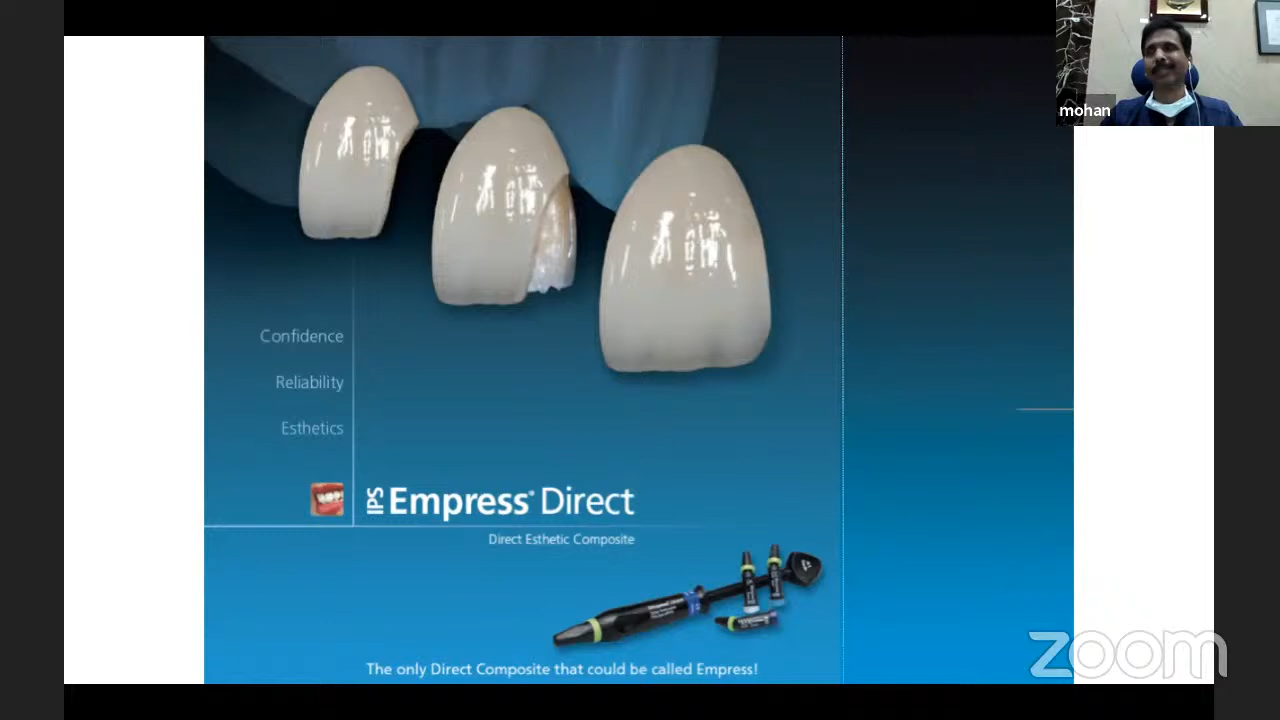 mohan
Confidence
Reliability
Esthetics
IPS Empress® Direct
Direct Esthetic Composite
The only Direct Composite that could be called Empress!
zoom